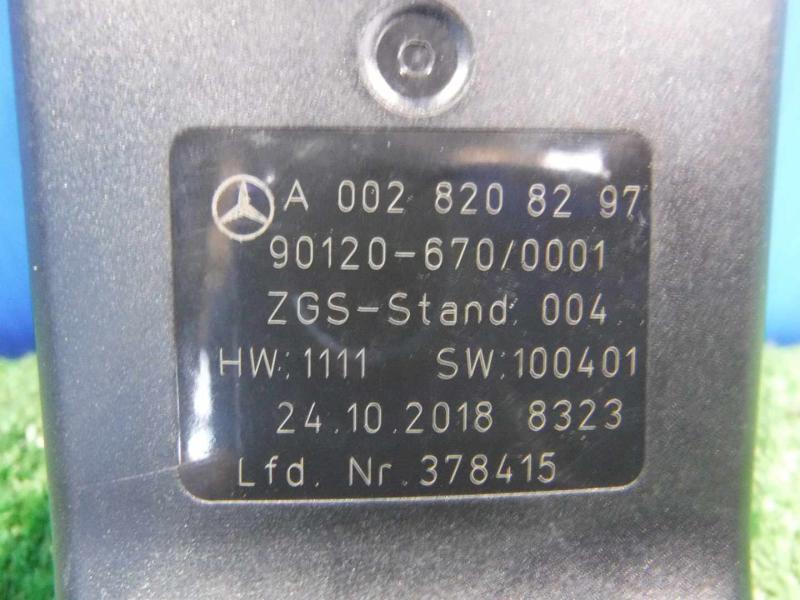 A 002 820 82 97
90120-670/0001
ZGS-Stand: 004
HW:1111 SW:100401
24.10.2018 8323
Lfd. Nr.378415